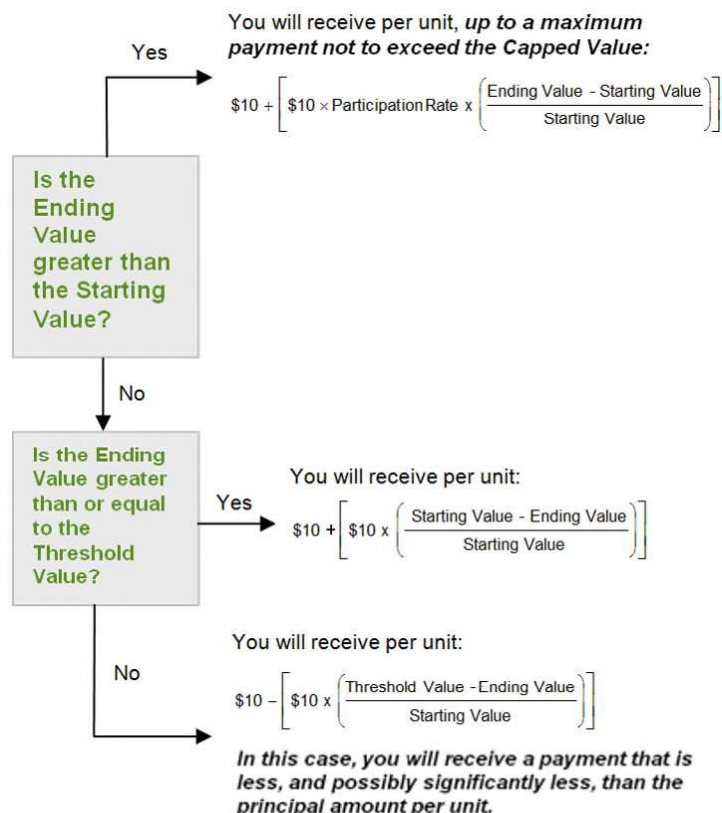 You will receive per unit, up to a maximum
payment not to exceed the Capped Value:
Yes
$10 + [ $10 × Participation Rate x ( Ending Value - Starting Value / Starting Value ) ]
Is the
Ending
Value
greater than
the Starting
Value?
No
Is the Ending
Value greater
than or equal
to the
Threshold
Value?
Yes
You will receive per unit:
$10 + [ $10 x ( Starting Value - Ending Value / Starting Value ) ]
No
You will receive per unit:
$10 – [ $10 x ( Threshold Value - Ending Value / Starting Value ) ]
In this case, you will receive a payment that is
less, and possibly significantly less, than the
principal amount per unit.